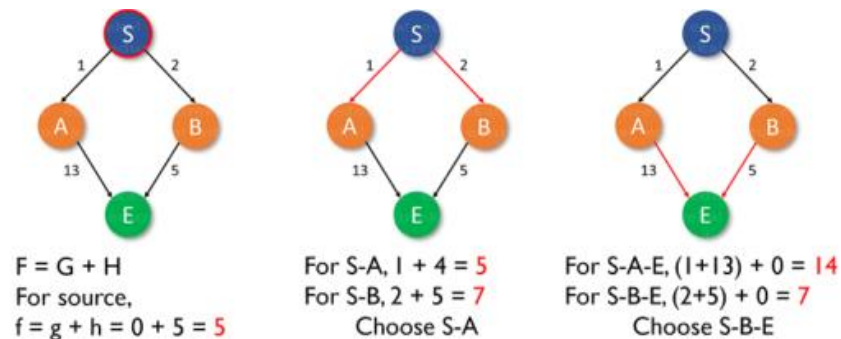 S
1
2
A
B
13
5
E
F = G + H
For source,
f = g + h = 0 + 5 = 5
S
1
2
A
B
13
5
E
For S-A, 1 + 4 = 5
For S-B, 2 + 5 = 7
Choose S-A
S
1
2
A
B
13
5
E
For S-A-E, (1+13) + 0 = 14
For S-B-E, (2+5) + 0 = 7
Choose S-B-E